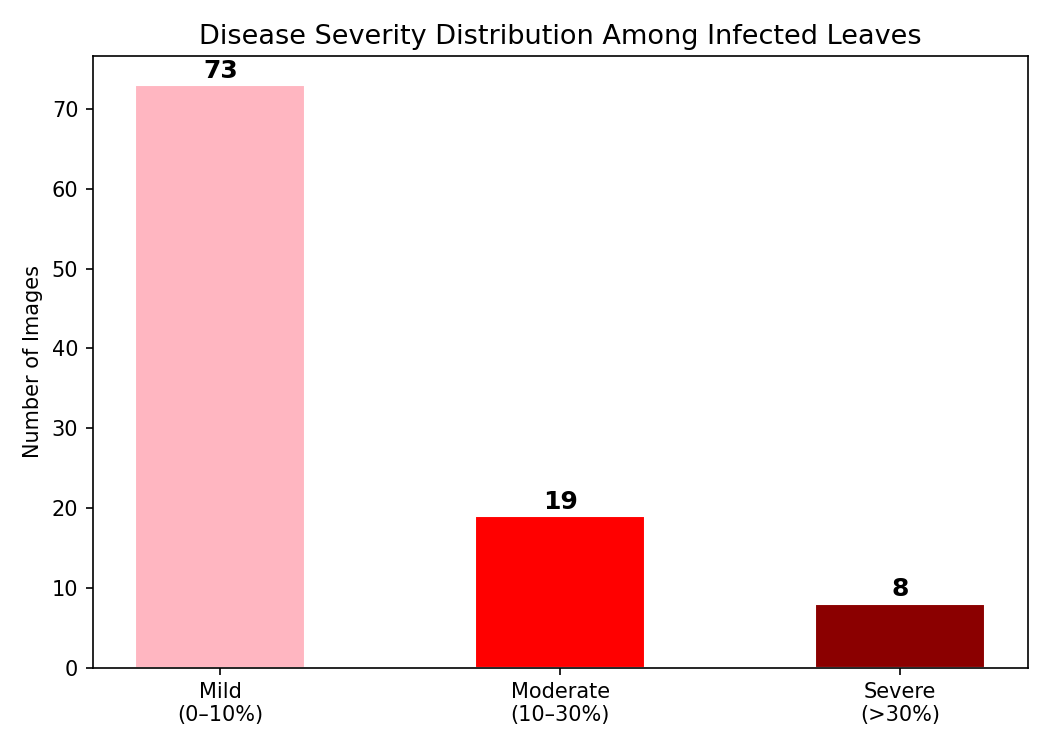 Disease Severity Distribution Among Infected Leaves
Number of Images
70
60
50
40
30
20
10
0
73
19
8
Mild
(0–10%)
Moderate
(10–30%)
Severe
(>30%)